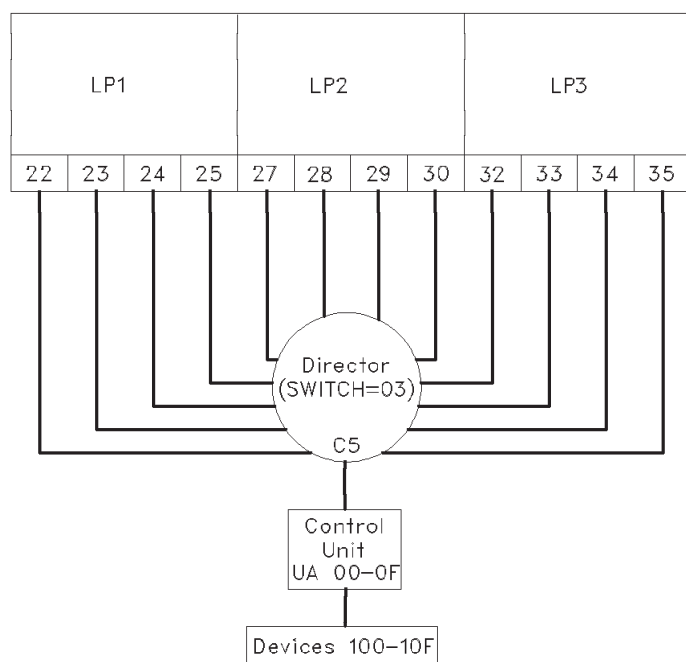 LP1 LP2 LP3
22 23 24 25 27 28 29 30 32 33 34 35
Director
(SWITCH=03)
C5
Control
Unit
UA 00-0F
Devices 100-10F